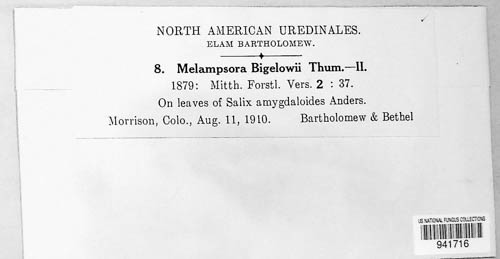 NORTH AMERICAN UREDINALES.
ELAM BARTHOLOMEW.
8. Melampsora Bigelowii Thum.—II.
1879: Mitth. Forstl. Vers. 2 : 37.
On leaves of Salix amygdaloides Anders.
Morrison, Colo., Aug. 11, 1910. Bartholomew & Bethel
US NATIONAL FUNGUS COLLECTIONS
941716